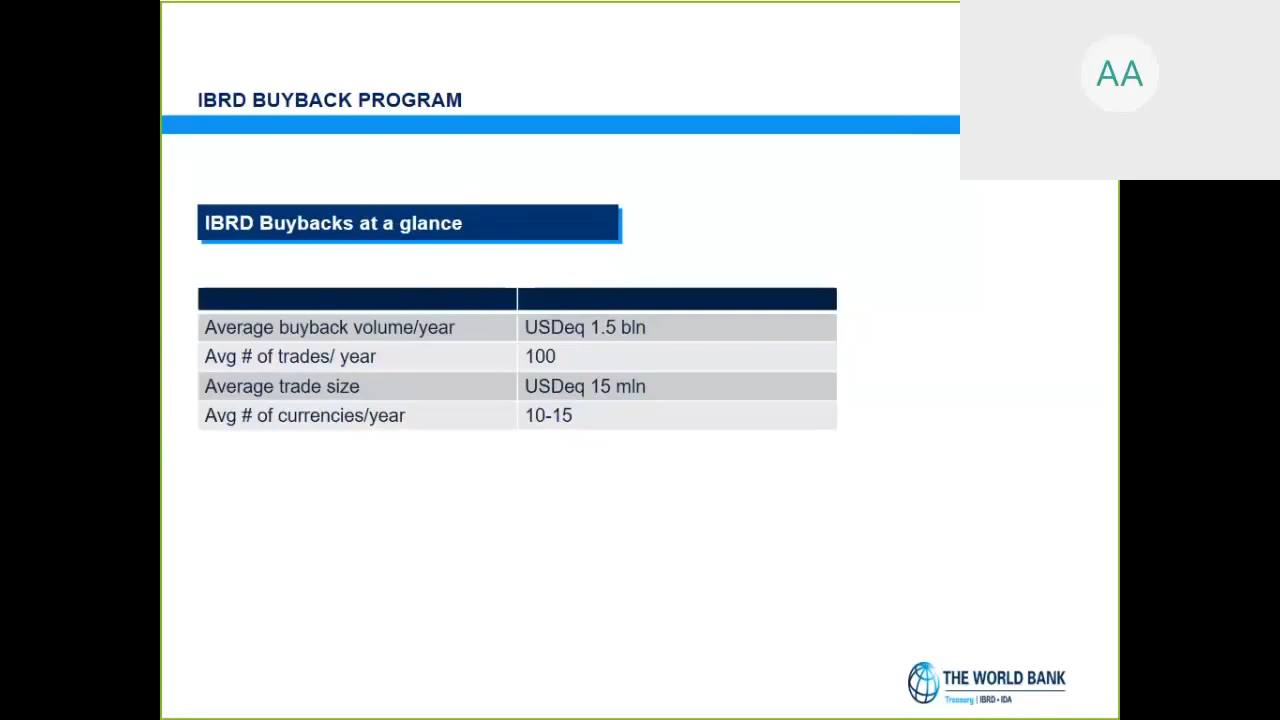 AA
IBRD BUYBACK PROGRAM
IBRD Buybacks at a glance
Average buyback volume/year USDeq 1.5 bln
Avg # of trades/ year 100
Average trade size USDeq 15 mln
Avg # of currencies/year 10-15
THE WORLD BANK
Treasury | IBRD • IDA